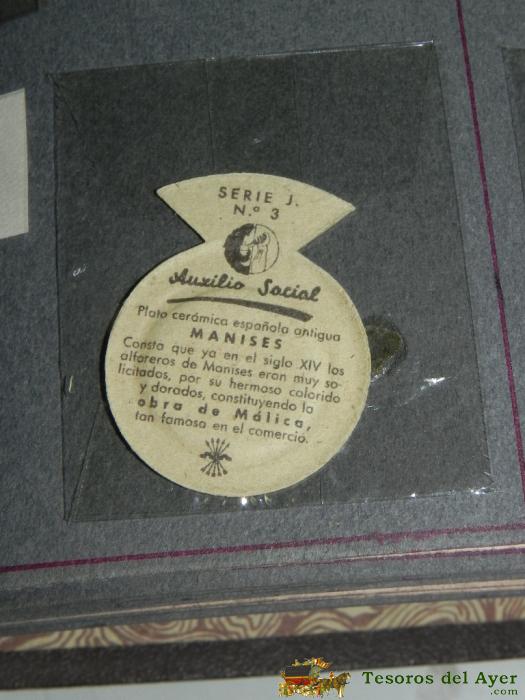 SERIE J.
N.º 3
Auxilio Social
Plato cerámica española antigua
MANISES
Consta que ya en el siglo XIV los
alfareros de Manises eran muy so-
licitados, por su hermoso colorido
y dorados, constituyendo la
obra de Málica,
tan famosa en el comercio.
Tesoros del Ayer
.com